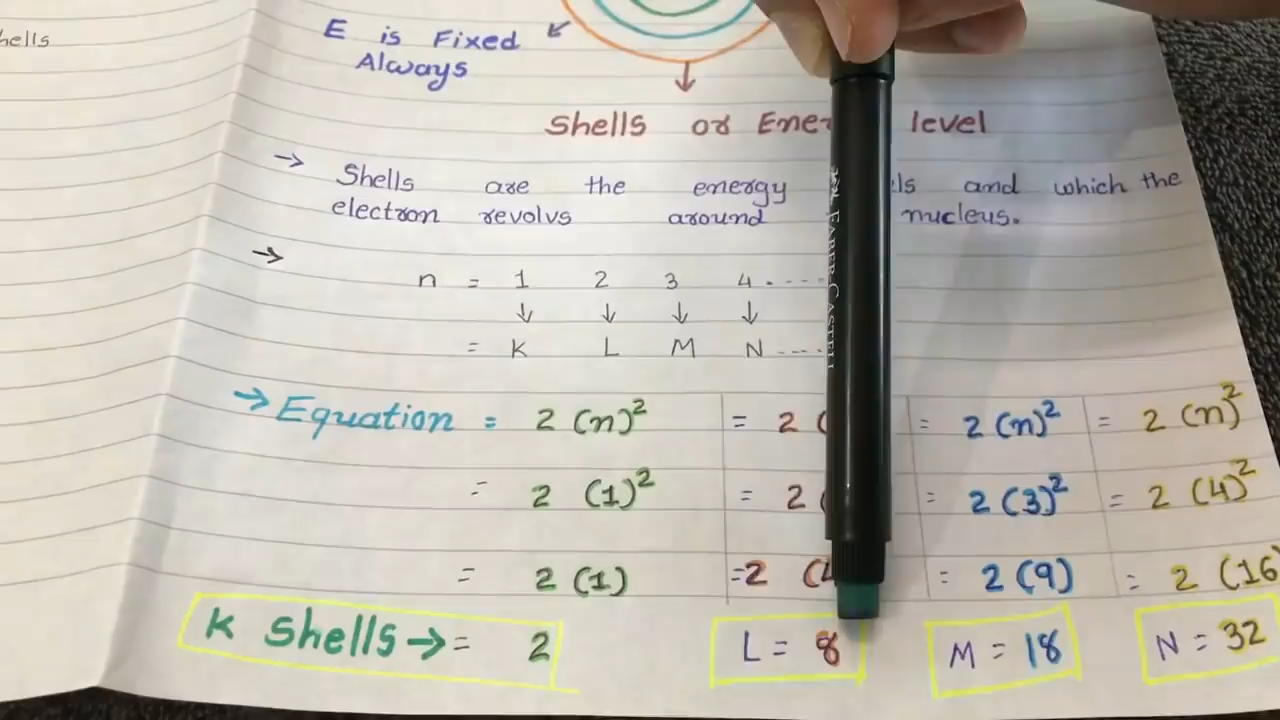 hells
E is Fixed
Always
Shells or Ener level
→ Shells are the energy ls and which the
electron revolvs around nucleus.
→
n = 1 2 3 4 . - - - -
↓ ↓ ↓ ↓
= K L M N - - - -
→ Equation = 2 (n)² = 2 ( = 2 (n)² = 2 (n)²
= 2 (1)² = 2 ( = 2 (3)² = 2 (4)²
= 2 (1) =2 ( = 2 (9) = 2 (16)
K Shells → = 2 L = 8 M = 18 N = 32
FABER-CASTELL